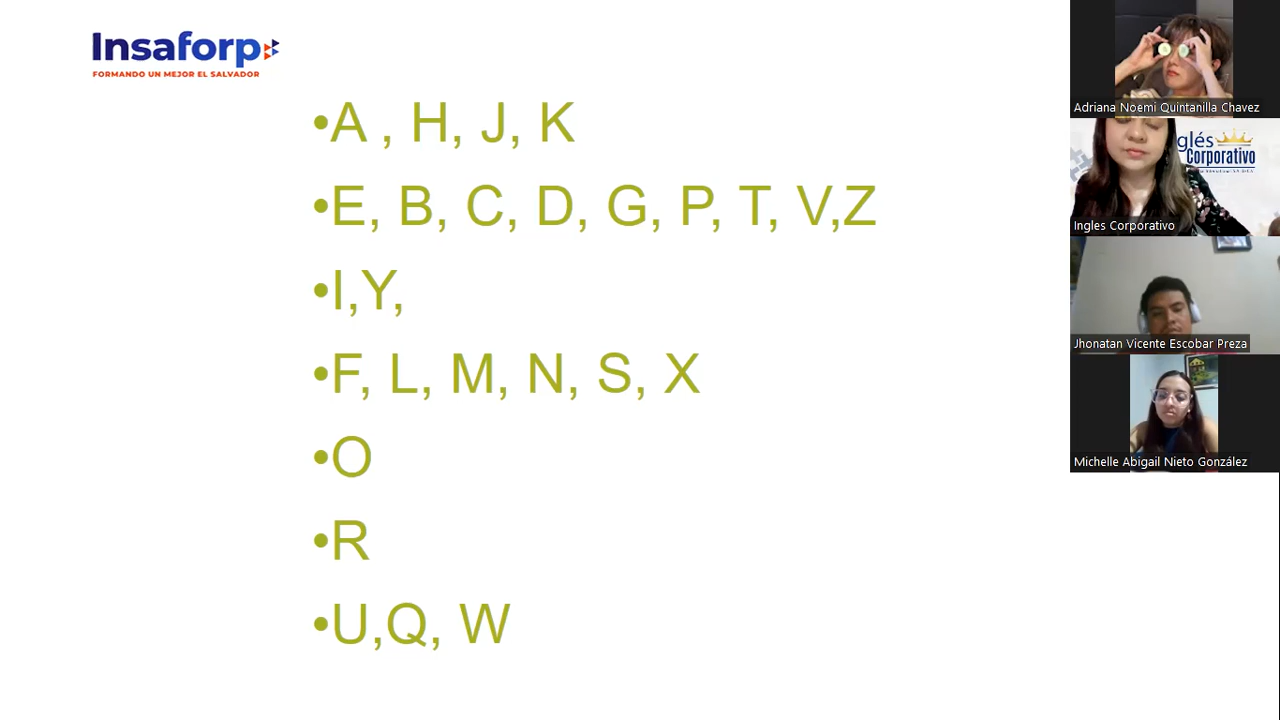 Insaforp
FORMANDO UN MEJOR EL SALVADOR
•A , H, J, K
•E, B, C, D, G, P, T, V,Z
•I,Y,
•F, L, M, N, S, X
•O
•R
•U,Q, W
Adriana Noemi Quintanilla Chavez
glés
Corporativo
Ingles Corporativo
Jhonatan Vicente Escobar Preza
Michelle Abigail Nieto González